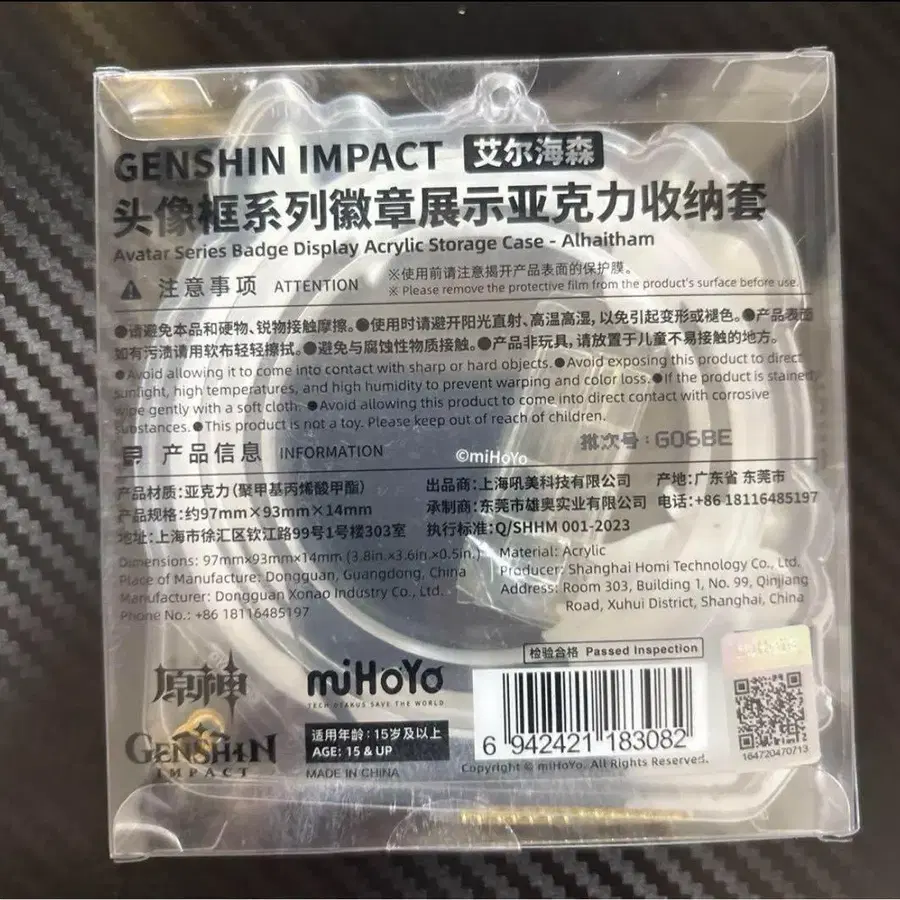 GENSHIN IMPACT 艾尔海森
头像框系列徽章展示亚克力收纳套
Avatar Series Badge Display Acrylic Storage Case - Alhaitham
注意事项 ATTENTION
※使用前请注意揭开产品表面的保护膜。
※ Please remove the protective film from the product's surface before use.
●请避免本品和硬物、锐物接触摩擦。●使用时请避开阳光直射、高温高湿,以免引起变形或褪色。●产品表面
如有污渍请用软布轻轻擦拭。●避免与腐蚀性物质接触。●产品非玩具,请放置于儿童不易接触的地方。
●Avoid allowing it to come into contact with sharp or hard objects. ●Avoid exposing this product to direct
sunlight, high temperatures, and high humidity to prevent warping and color loss. ●If the product is stained,
wipe gently with a soft cloth. ●Avoid allowing this product to come into direct contact with corrosive
substances. ●This product is not a toy. Please keep out of reach of children.
批次号:G06BE
产品信息 INFORMATION
©miHoYo
产品材质:亚克力(聚甲基丙烯酸甲酯)
产品规格:约97mm×93mm×14mm
地址:上海市徐汇区钦江路99号1号楼303室
出品商:上海吼美科技有限公司 产地:广东省 东莞市
承制商:东莞市雄奥实业有限公司 电话:+86 18116485197
执行标准:Q/SHHM 001-2023
Dimensions: 97mm×93mm×14mm (3.8in.×3.6in.×0.5in.)
Place of Manufacture: Dongguan, Guangdong, China
Manufacturer: Dongguan Xonao Industry Co., Ltd.
Phone No.: +86 18116485197
Material: Acrylic
Producer: Shanghai Homi Technology Co., Ltd.
Address: Room 303, Building 1, No. 99, Qinjiang
Road, Xuhui District, Shanghai, China
检验合格 Passed Inspection
原神
GENSHIN
IMPACT
miHoYo
TECH OTAKUS SAVE THE WORLD
适用年龄:15岁及以上
AGE: 15 & UP
MADE IN CHINA
6 942421 183082
Copyright © miHoYo. All Rights Reserved.
164720470713